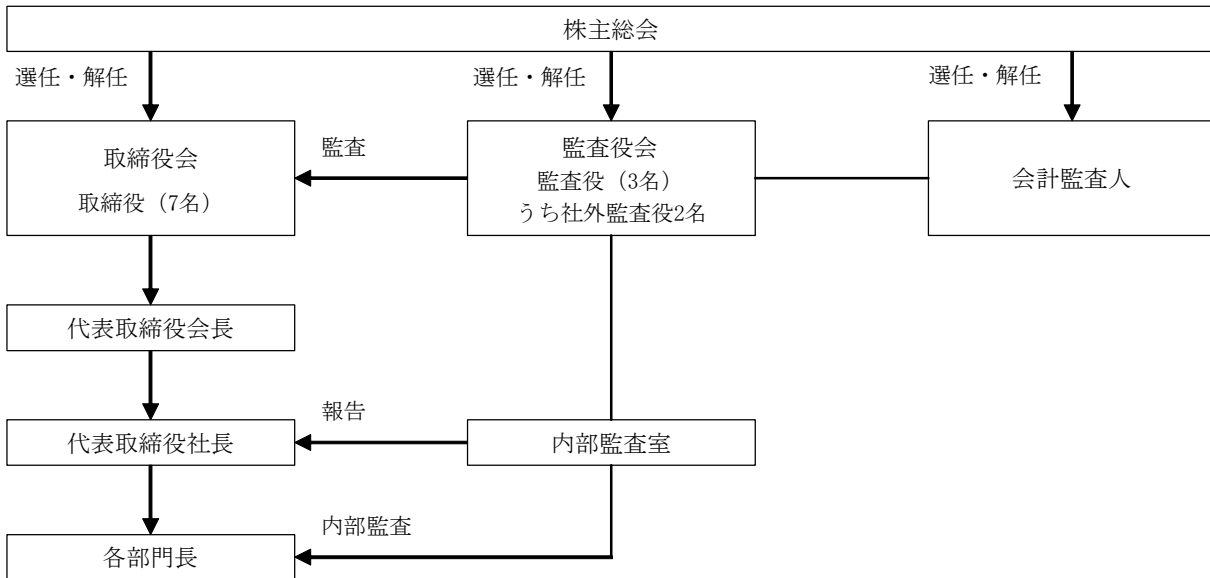 株主総会
選任・解任
選任・解任
選任・解任
取締役会
取締役（7名）
監査
監査役会
監査役（3名）
うち社外監査役2名
会計監査人
代表取締役会長
代表取締役社長
報告
内部監査室
各部門長
内部監査